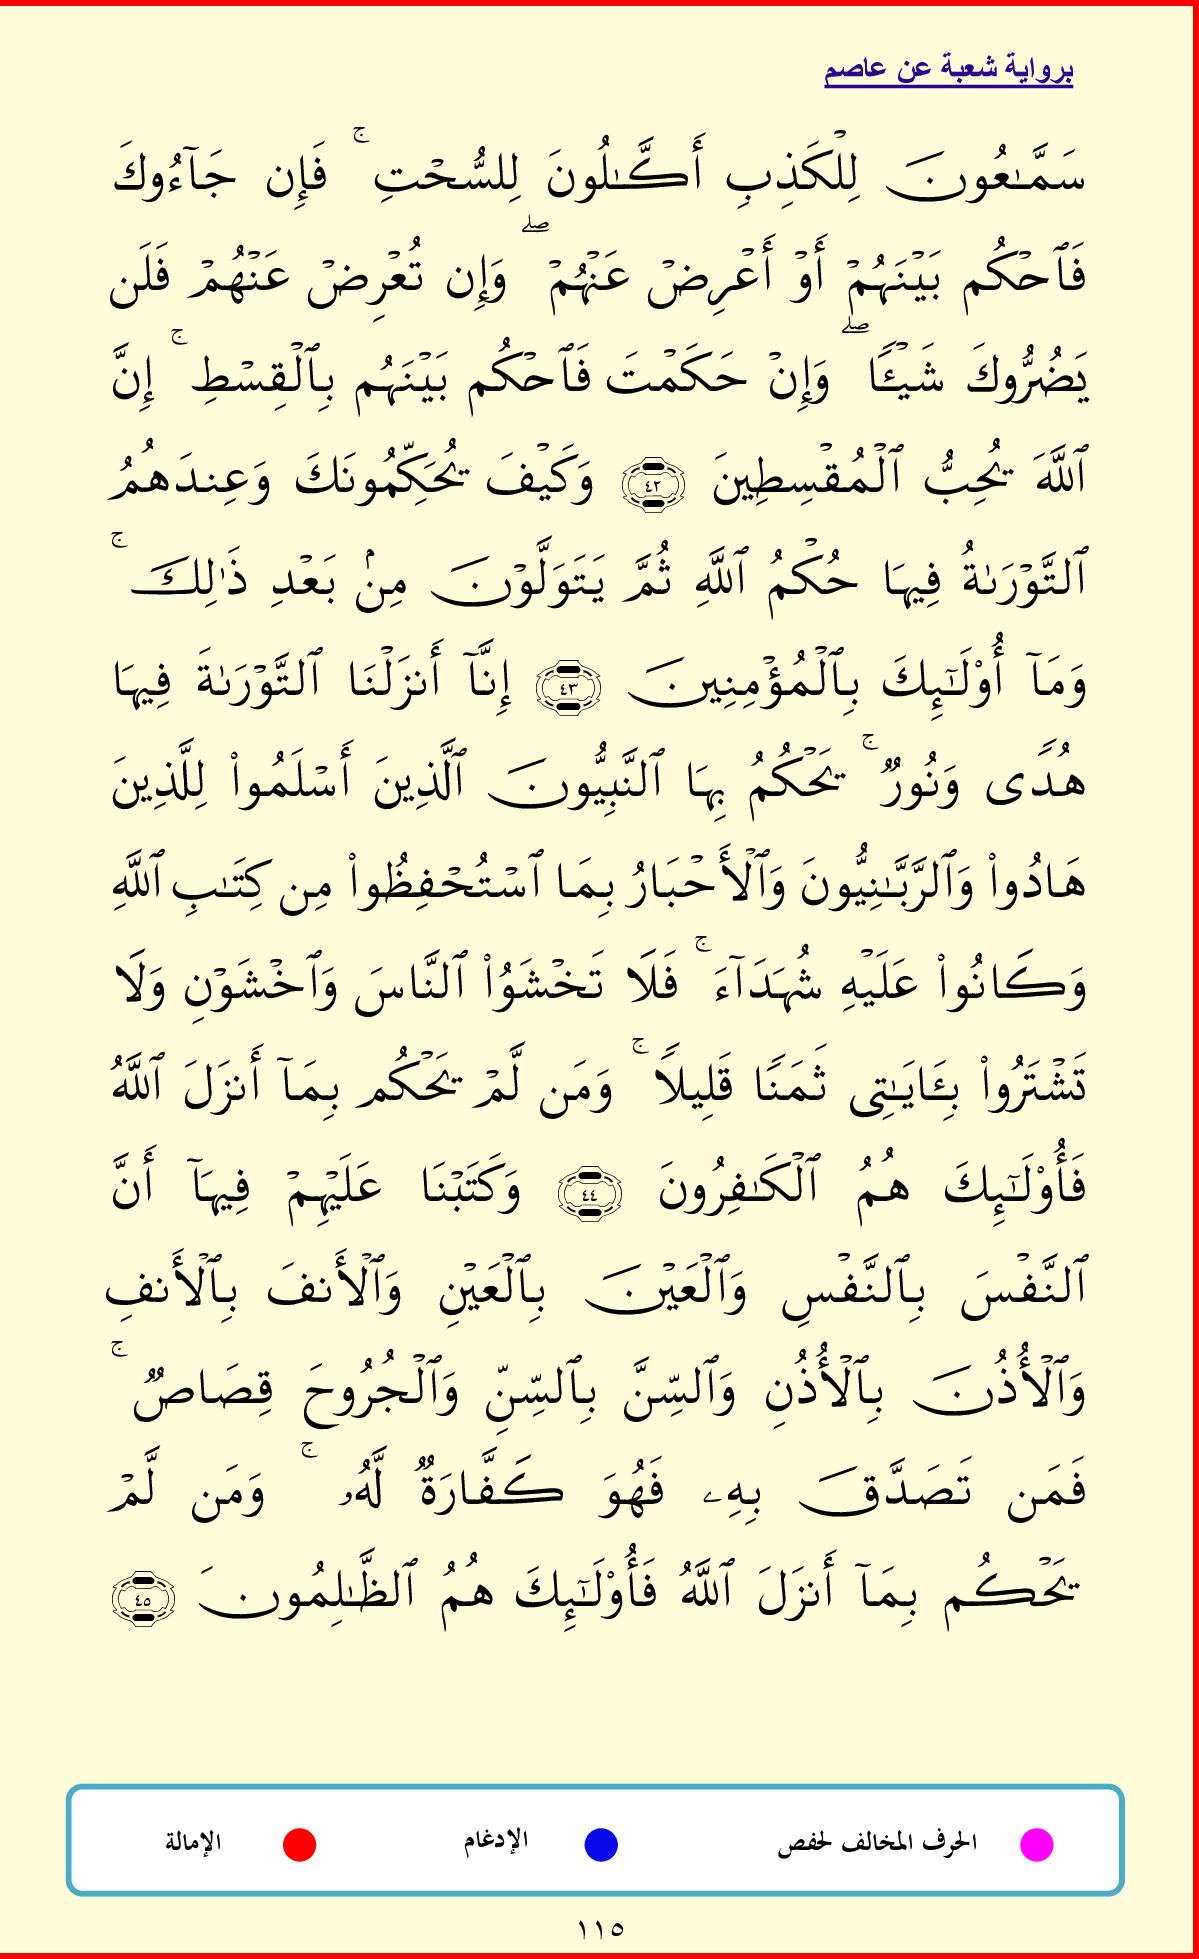 برواية شعبة عن عاصم
سَمَّٰعُونَ لِلْكَذِبِ أَكَّٰلُونَ لِلسُّحْتِ ۚ فَإِن جَآءُوكَ
فَٱحْكُم بَيْنَهُمْ أَوْ أَعْرِضْ عَنْهُمْ ۖ وَإِن تُعْرِضْ عَنْهُمْ فَلَن
يَضُرُّوكَ شَيْـًٔا ۖ وَإِنْ حَكَمْتَ فَٱحْكُم بَيْنَهُم بِٱلْقِسْطِ ۚ إِنَّ
ٱللَّهَ يُحِبُّ ٱلْمُقْسِطِينَ ٤٢ وَكَيْفَ يُحَكِّمُونَكَ وَعِندَهُمُ
ٱلتَّوْرَىٰةُ فِيهَا حُكْمُ ٱللَّهِ ثُمَّ يَتَوَلَّوْنَ مِنۢ بَعْدِ ذَٰلِكَ ۚ
وَمَآ أُو۟لَٰٓئِكَ بِٱلْمُؤْمِنِينَ ٤٣ إِنَّآ أَنزَلْنَا ٱلتَّوْرَىٰةَ فِيهَا
هُدًى وَنُورٌ ۚ يَحْكُمُ بِهَا ٱلنَّبِيُّونَ ٱلَّذِينَ أَسْلَمُوا۟ لِلَّذِينَ
هَادُوا۟ وَٱلرَّبَّٰنِيُّونَ وَٱلْأَحْبَارُ بِمَا ٱسْتُحْفِظُوا۟ مِن كِتَٰبِ ٱللَّهِ
وَكَانُوا۟ عَلَيْهِ شُهَدَآءَ ۚ فَلَا تَخْشَوُا۟ ٱلنَّاسَ وَٱخْشَوْنِ وَلَا
تَشْتَرُوا۟ بِـَٔايَٰتِى ثَمَنًا قَلِيلًا ۚ وَمَن لَّمْ يَحْكُم بِمَآ أَنزَلَ ٱللَّهُ
فَأُو۟لَٰٓئِكَ هُمُ ٱلْكَٰفِرُونَ ٤٤ وَكَتَبْنَا عَلَيْهِمْ فِيهَآ أَنَّ
ٱلنَّفْسَ بِٱلنَّفْسِ وَٱلْعَيْنَ بِٱلْعَيْنِ وَٱلْأَنفَ بِٱلْأَنفِ
وَٱلْأُذُنَ بِٱلْأُذُنِ وَٱلسِّنَّ بِٱلسِّنِّ وَٱلْجُرُوحَ قِصَاصٌ ۚ
فَمَن تَصَدَّقَ بِهِۦ فَهُوَ كَفَّارَةٌ لَّهُۥ ۚ وَمَن لَّمْ
يَحْكُم بِمَآ أَنزَلَ ٱللَّهُ فَأُو۟لَٰٓئِكَ هُمُ ٱلظَّٰلِمُونَ ٤٥
الحرف المخالف لحفص الإدغام الإمالة
١١٥